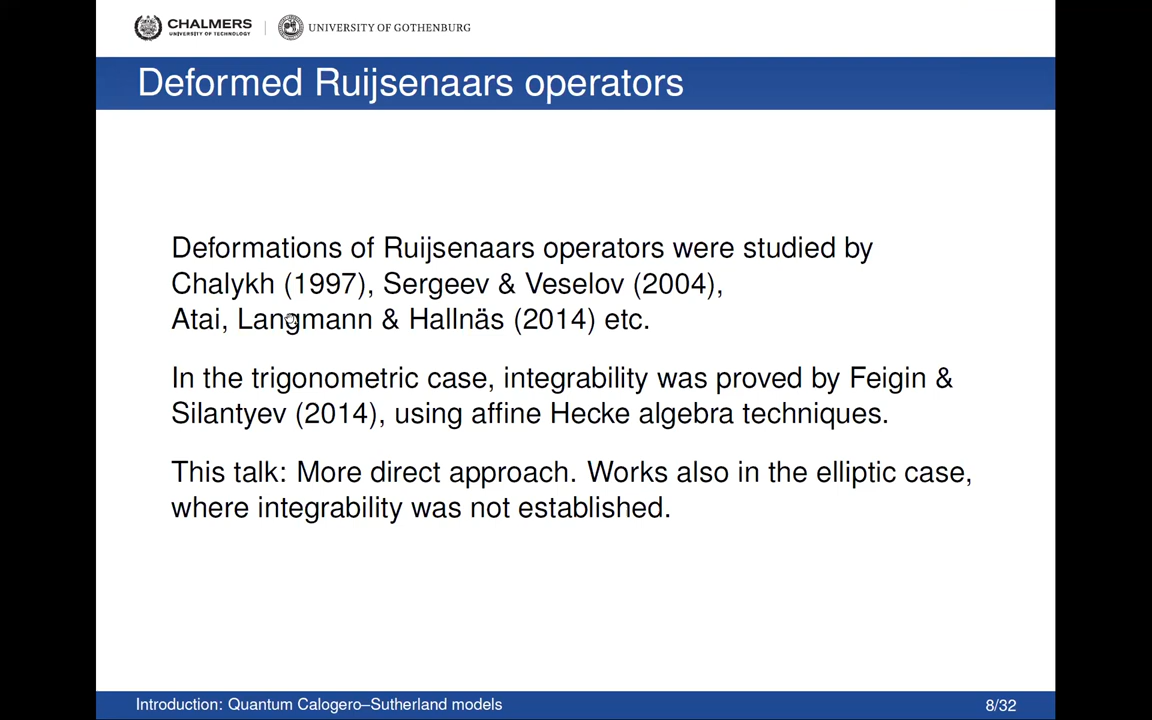 CHALMERS
UNIVERSITY OF TECHNOLOGY
UNIVERSITY OF GOTHENBURG
Deformed Ruijsenaars operators
Deformations of Ruijsenaars operators were studied by
Chalykh (1997), Sergeev & Veselov (2004),
Atai, Langmann & Hallnäs (2014) etc.
In the trigonometric case, integrability was proved by Feigin &
Silantyev (2014), using affine Hecke algebra techniques.
This talk: More direct approach. Works also in the elliptic case,
where integrability was not established.
Introduction: Quantum Calogero–Sutherland models
8/32